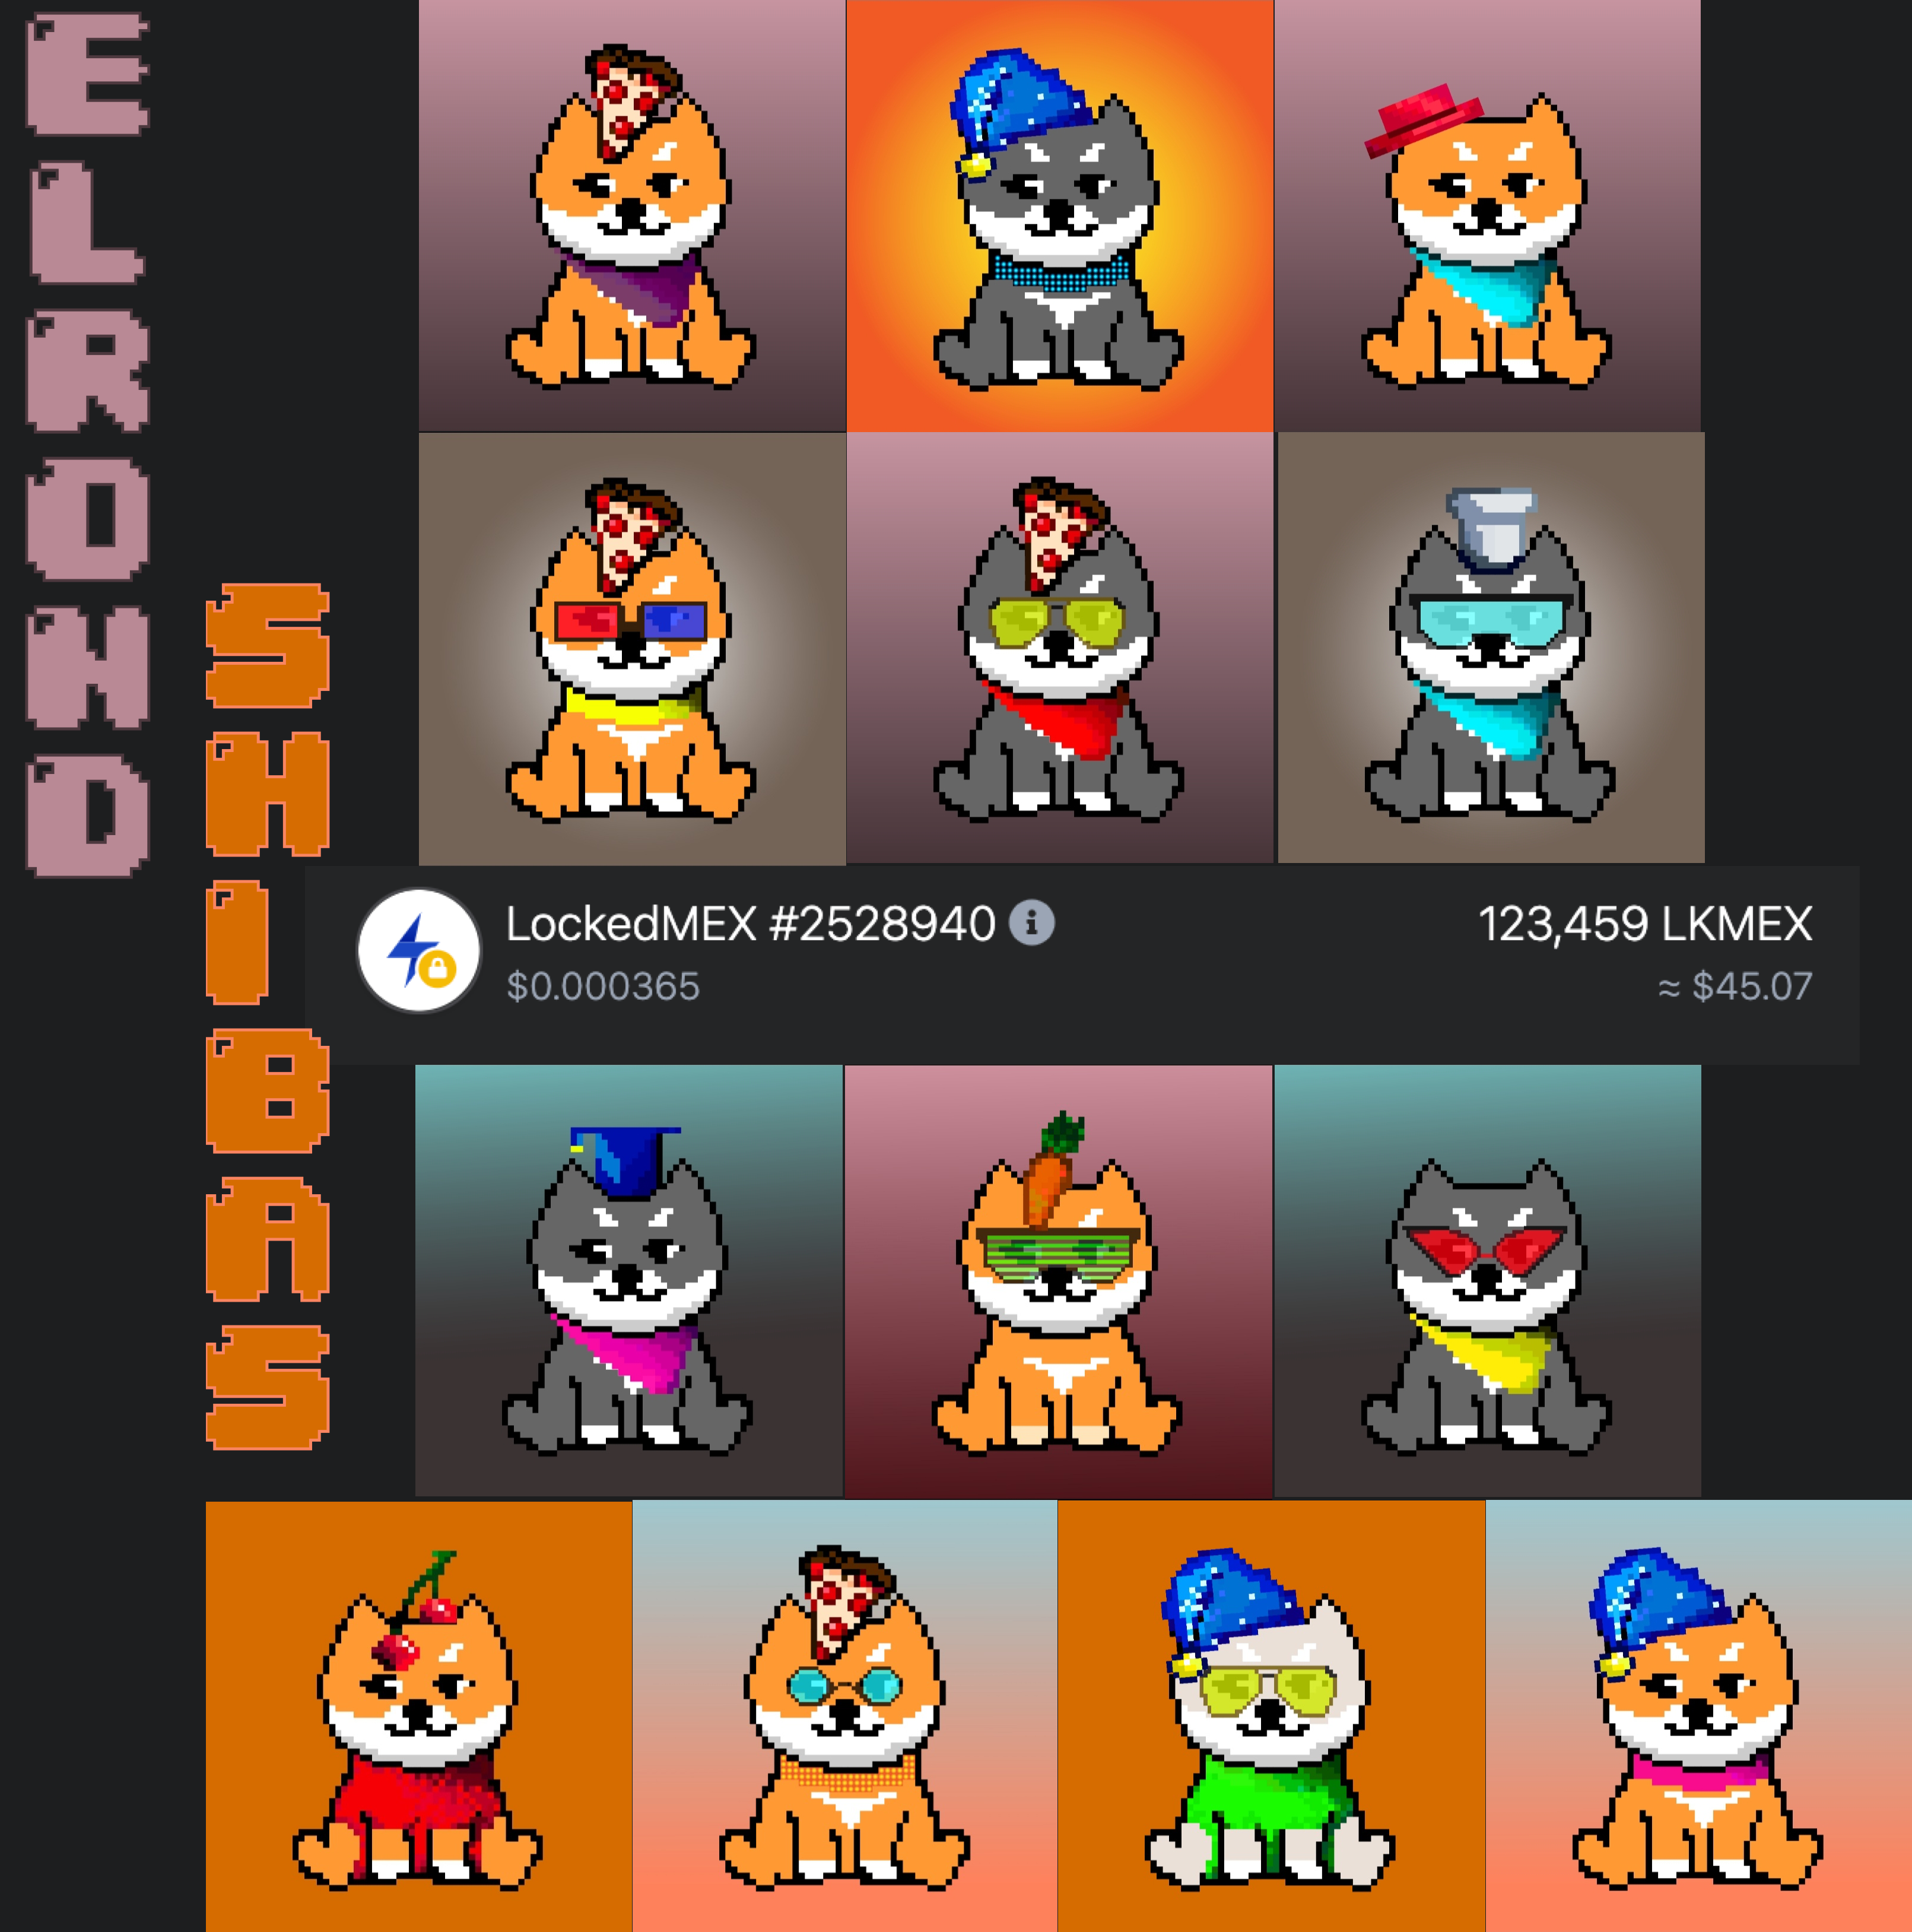 ELROND
SHIBAS
LockedMEX #2528940
123,459 LKMEX
$0.000365
≈ $45.07